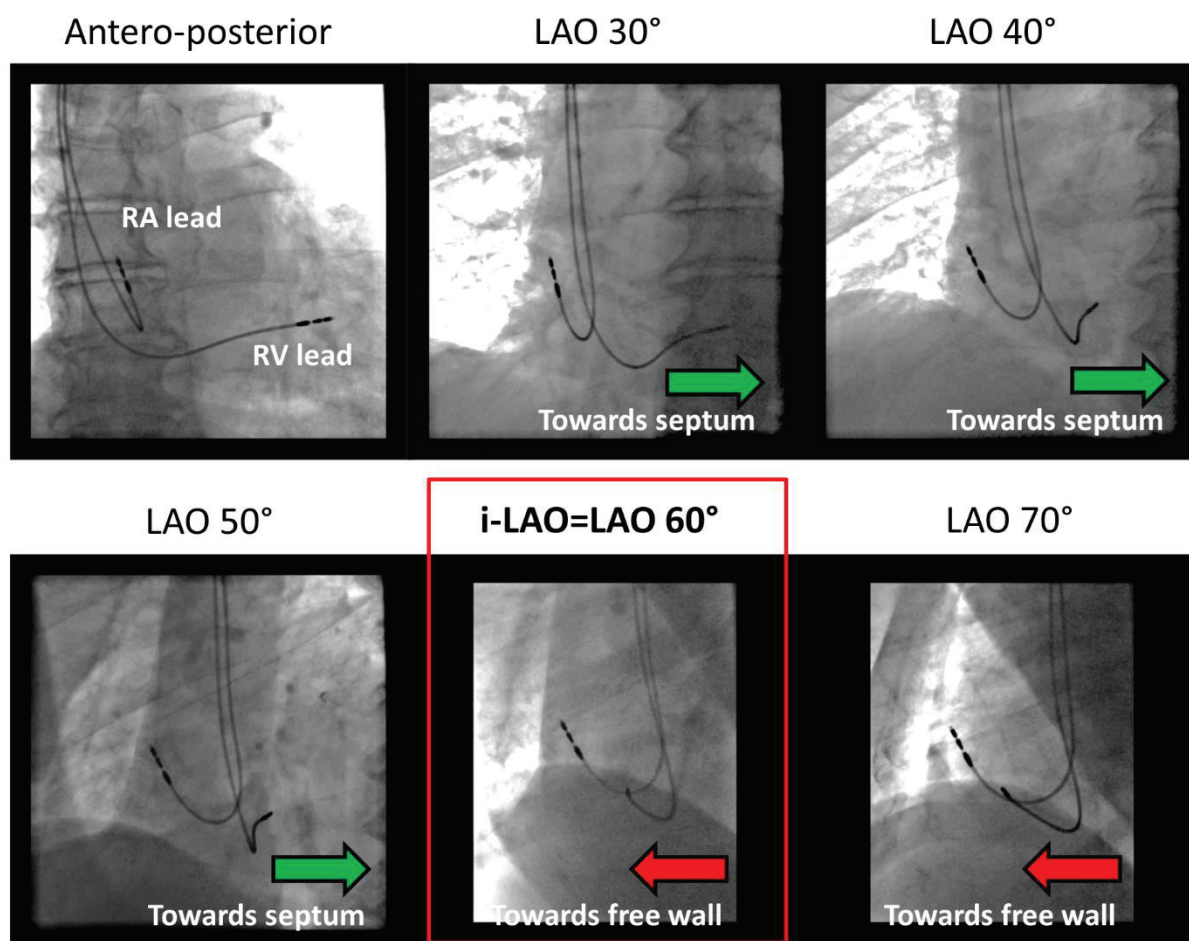 Antero-posterior
LAO 30°
LAO 40°
RA lead
RV lead
Towards septum
Towards septum
LAO 50°
i-LAO=LAO 60°
LAO 70°
Towards septum
Towards free wall
Towards free wall